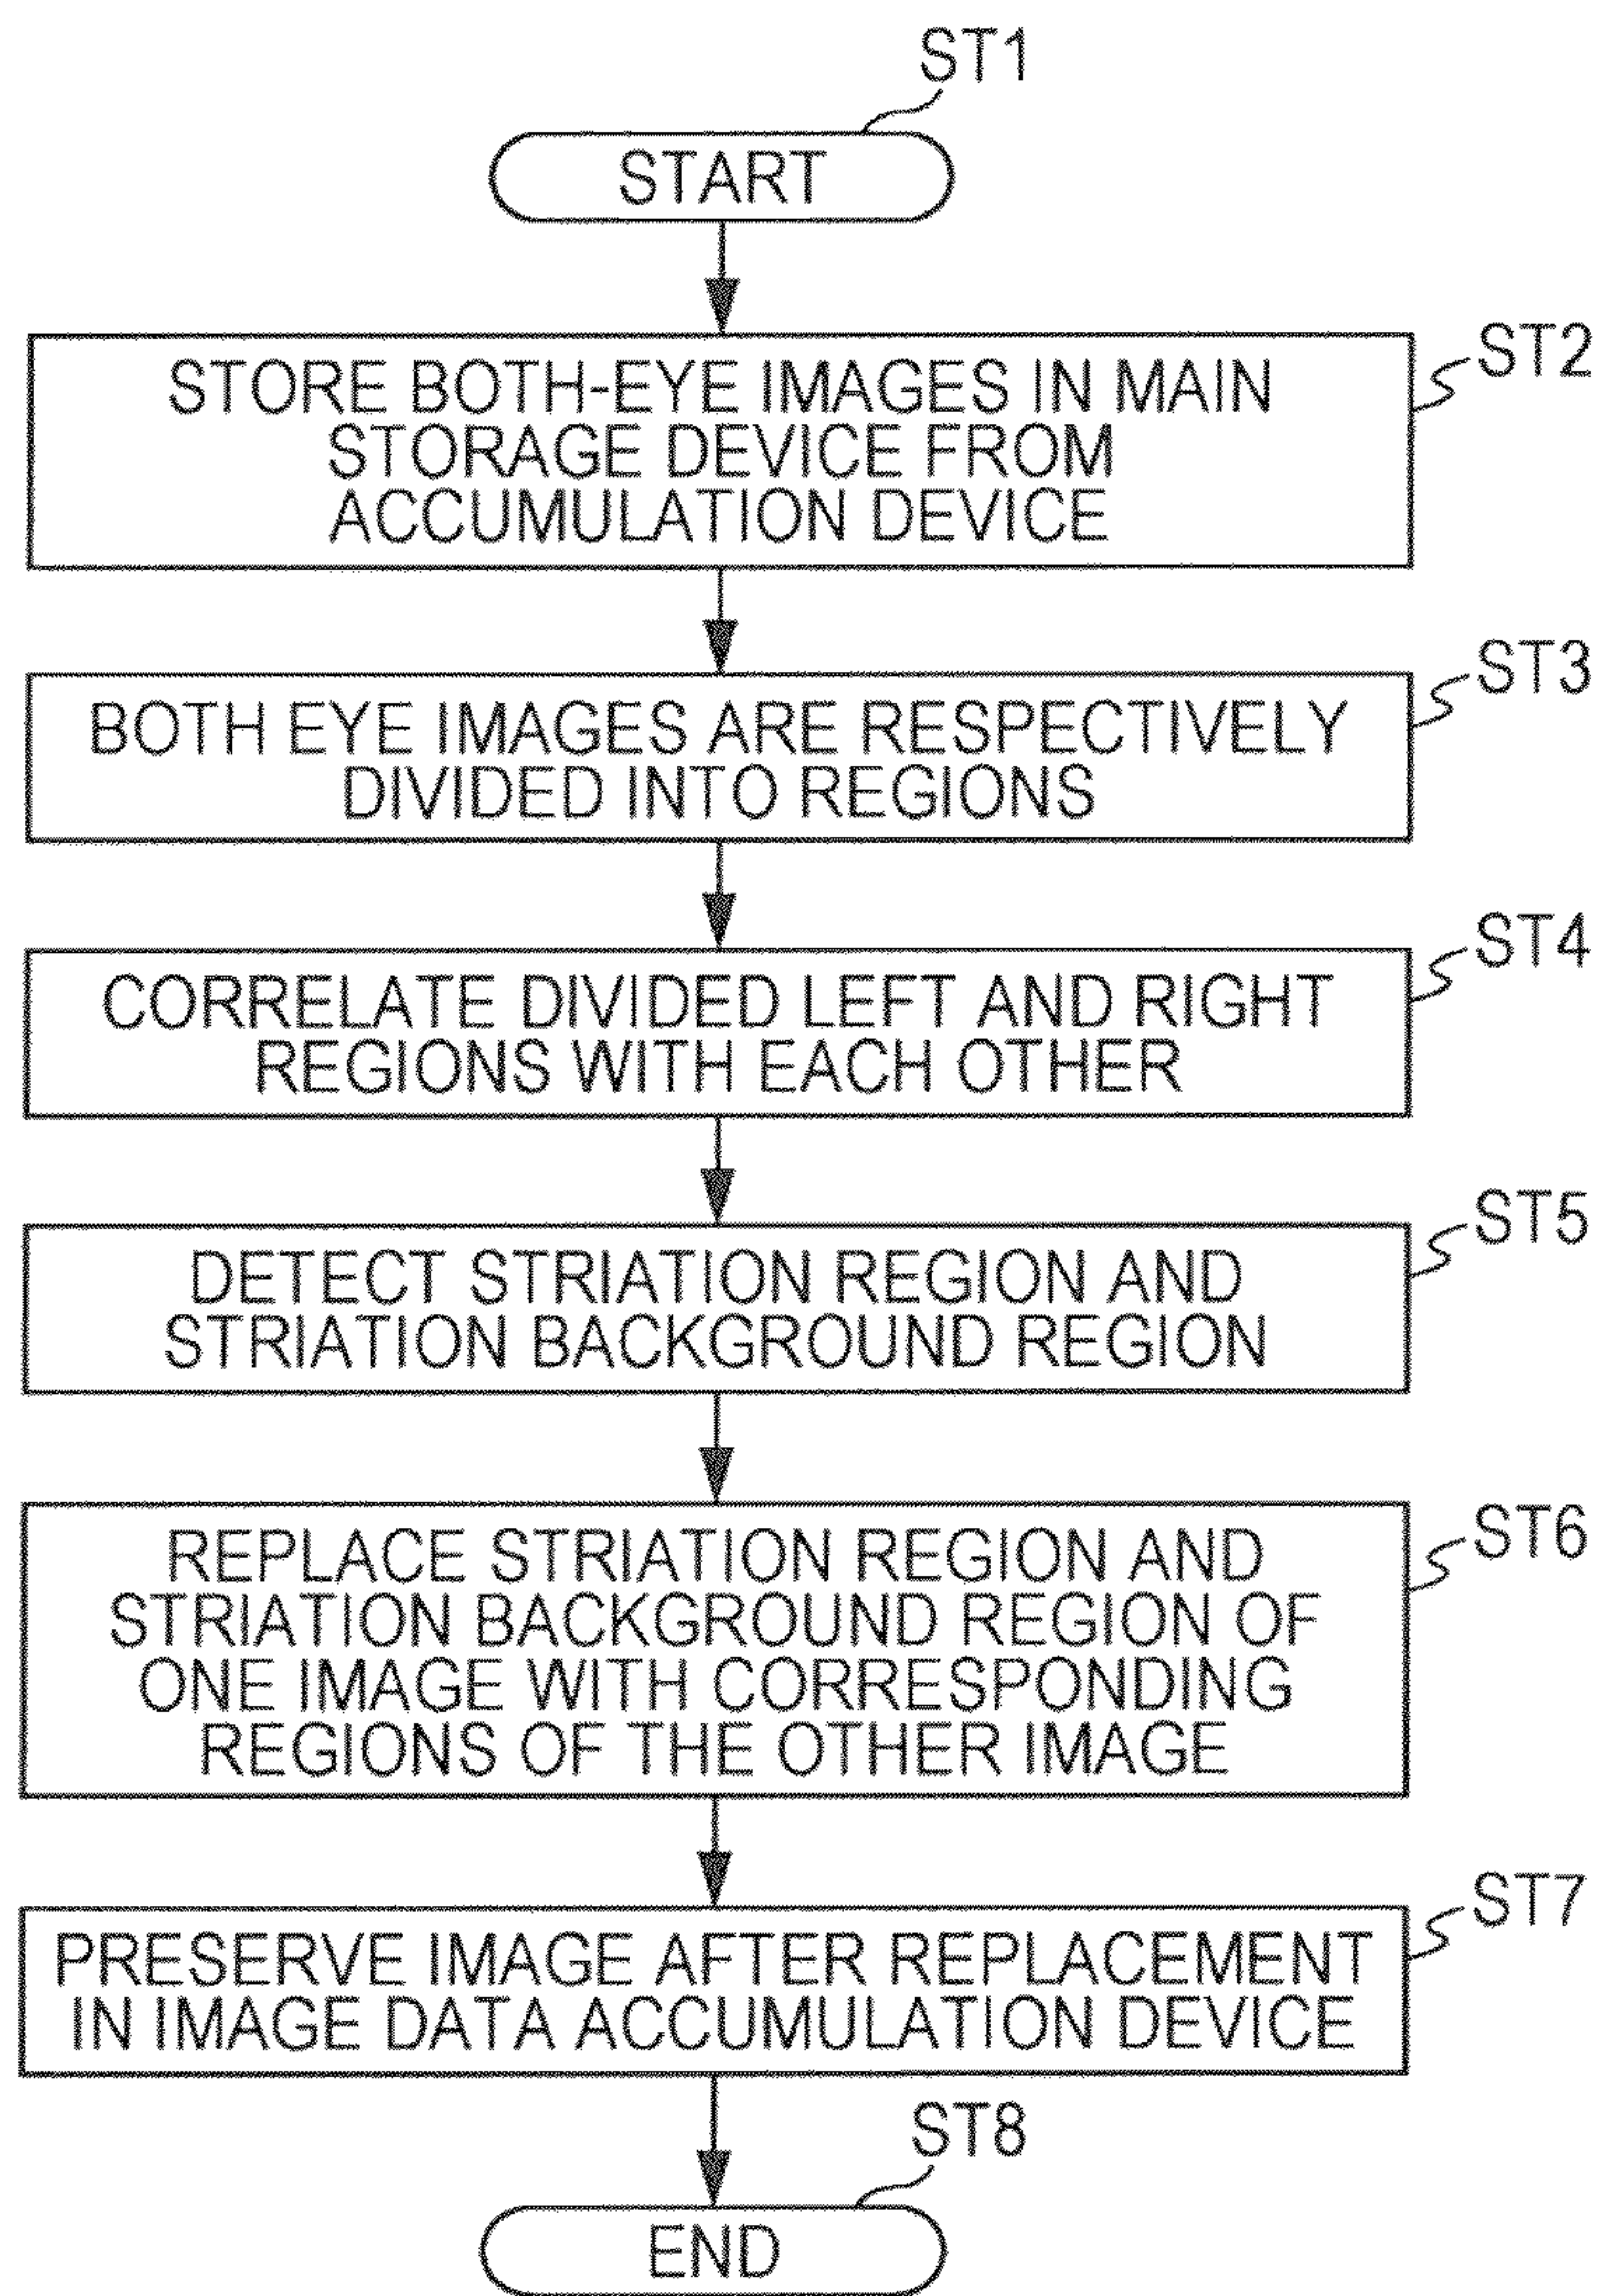 ST1
START
ST2
STORE BOTH-EYE IMAGES IN MAIN
STORAGE DEVICE FROM
ACCUMULATION DEVICE
ST3
BOTH EYE IMAGES ARE RESPECTIVELY
DIVIDED INTO REGIONS
ST4
CORRELATE DIVIDED LEFT AND RIGHT
REGIONS WITH EACH OTHER
ST5
DETECT STRIATION REGION AND
STRIATION BACKGROUND REGION
ST6
REPLACE STRIATION REGION AND
STRIATION BACKGROUND REGION OF
ONE IMAGE WITH CORRESPONDING
REGIONS OF THE OTHER IMAGE
ST7
PRESERVE IMAGE AFTER REPLACEMENT
IN IMAGE DATA ACCUMULATION DEVICE
ST8
END